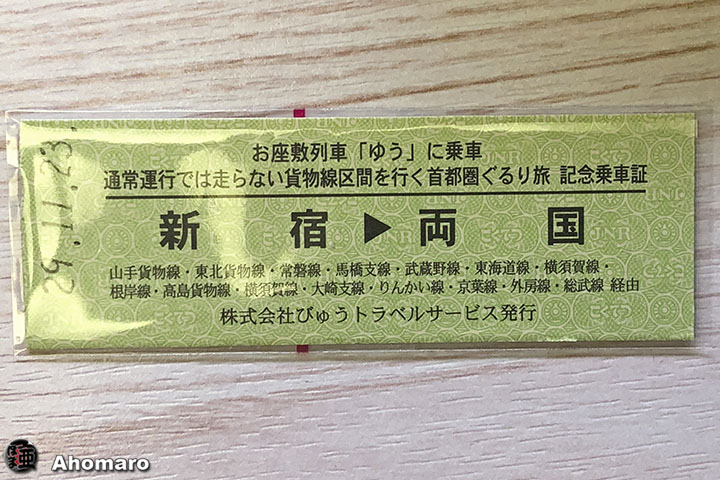 29.11.23.
お座敷列車「ゆう」に乗車
通常運行では走らない貨物線区間を行く首都圏ぐるり旅 記念乗車証
新宿▶両国
山手貨物線・東北貨物線・常磐線・馬橋支線・武蔵野線・東海道線・横須賀線・
根岸線・高島貨物線・横須賀線・大崎支線・りんかい線・京葉線・外房線・総武線 経由
株式会社びゅうトラベルサービス発行
Ahomaro